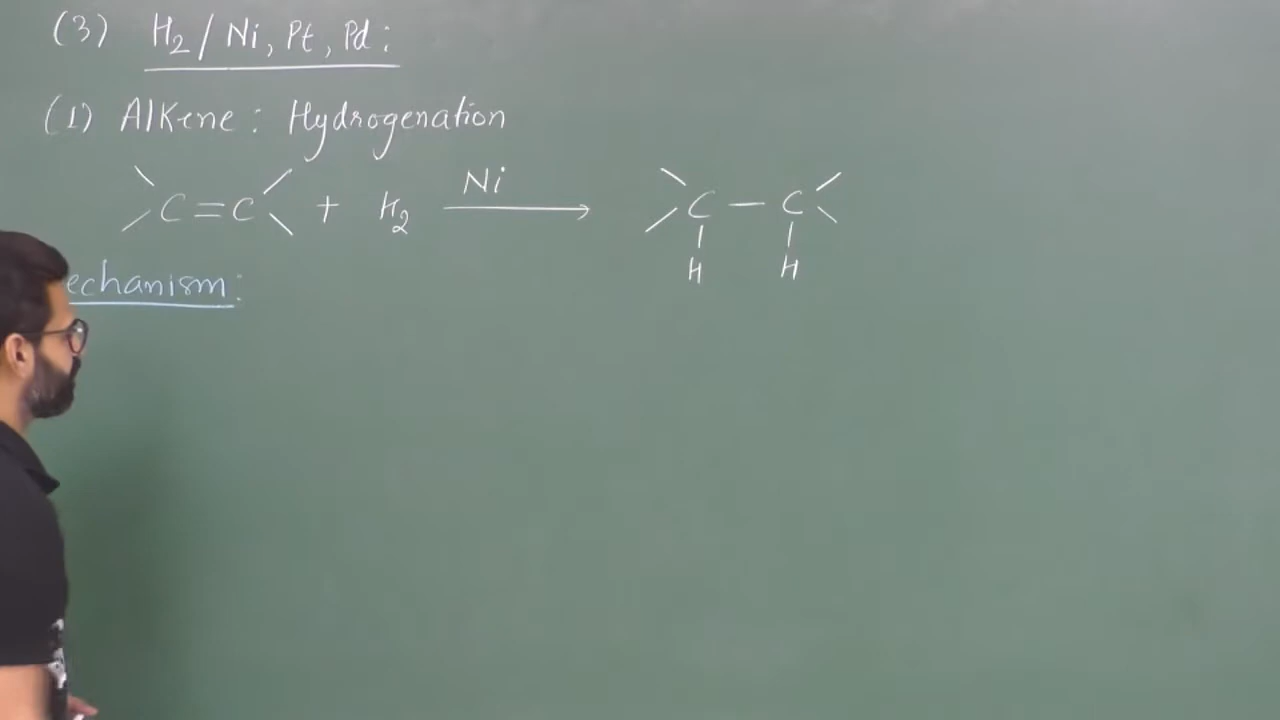 (3) H₂/Ni, Pt, Pd:
(1) Alkene: Hydrogenation
C=C + H₂ Ni → C — C
H H
echanism: